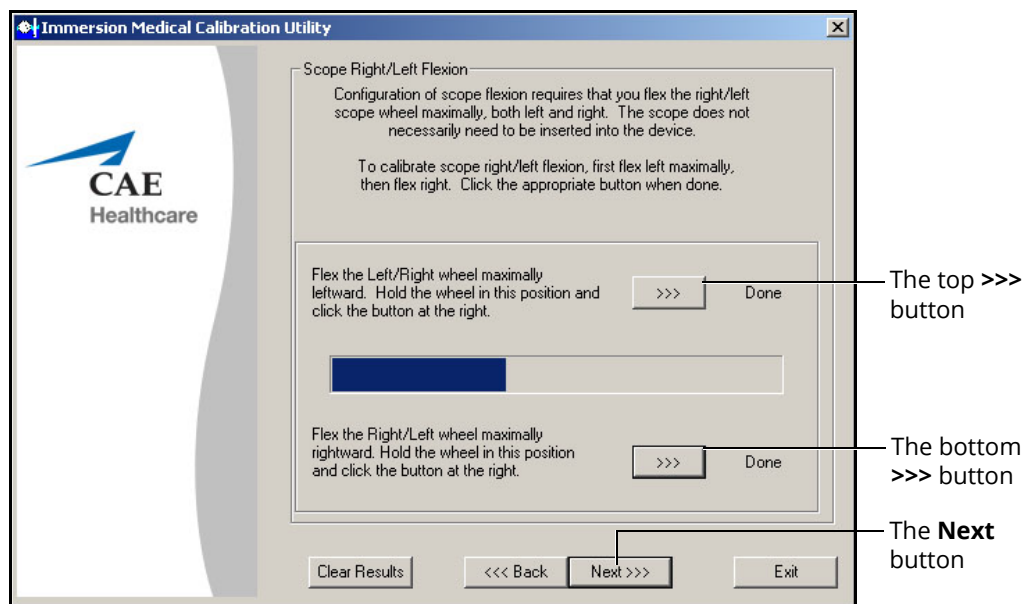 Immersion Medical Calibration Utility
CAE
Healthcare
Scope Right/Left Flexion
Configuration of scope flexion requires that you flex the right/left
scope wheel maximally, both left and right. The scope does not
necessarily need to be inserted into the device.
To calibrate scope right/left flexion, first flex left maximally,
then flex right. Click the appropriate button when done.
Flex the Left/Right wheel maximally
leftward. Hold the wheel in this position and
click the button at the right.
>>>
Done
Flex the Right/Left wheel maximally
rightward. Hold the wheel in this position
and click the button at the right.
>>>
Done
Clear Results
<<< Back
Next >>>
Exit
The top >>>
button
The bottom
>>> button
The Next
button